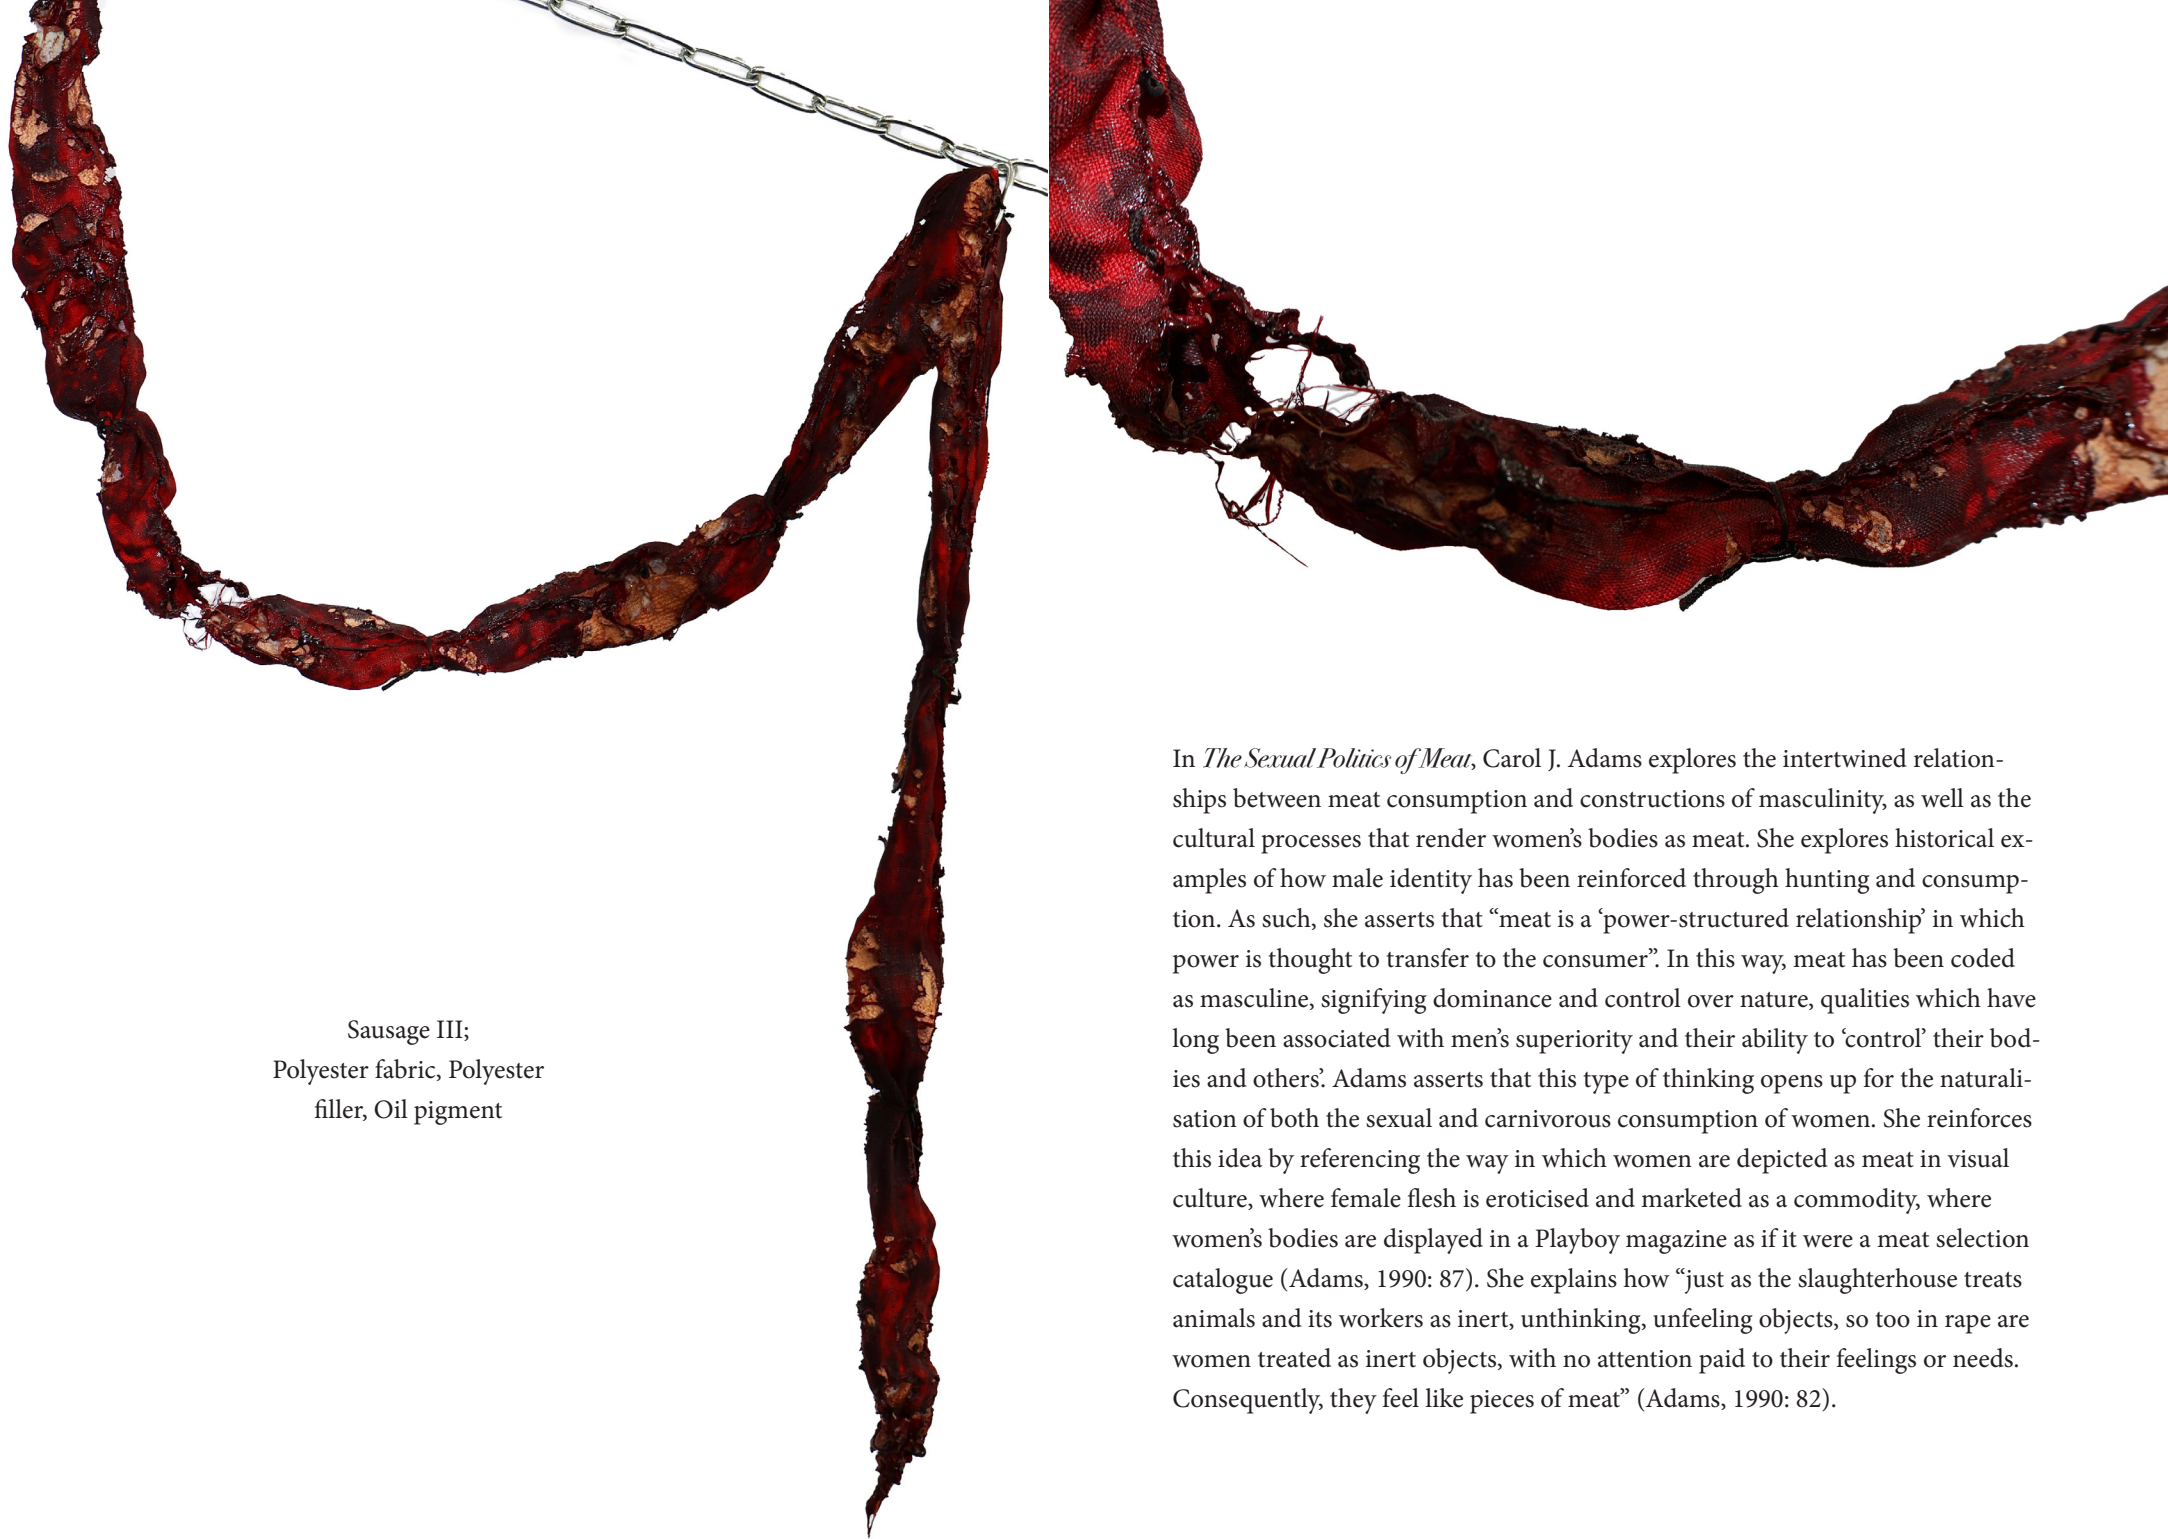 Sausage III;
Polyester fabric, Polyester
filler, Oil pigment
In The Sexual Politics of Meat, Carol J. Adams explores the intertwined relation-
ships between meat consumption and constructions of masculinity, as well as the
cultural processes that render women’s bodies as meat. She explores historical ex-
amples of how male identity has been reinforced through hunting and consump-
tion. As such, she asserts that “meat is a ‘power-structured relationship’ in which
power is thought to transfer to the consumer”. In this way, meat has been coded
as masculine, signifying dominance and control over nature, qualities which have
long been associated with men’s superiority and their ability to ‘control’ their bod-
ies and others’. Adams asserts that this type of thinking opens up for the naturali-
sation of both the sexual and carnivorous consumption of women. She reinforces
this idea by referencing the way in which women are depicted as meat in visual
culture, where female flesh is eroticised and marketed as a commodity, where
women’s bodies are displayed in a Playboy magazine as if it were a meat selection
catalogue (Adams, 1990: 87). She explains how “just as the slaughterhouse treats
animals and its workers as inert, unthinking, unfeeling objects, so too in rape are
women treated as inert objects, with no attention paid to their feelings or needs.
Consequently, they feel like pieces of meat” (Adams, 1990: 82).